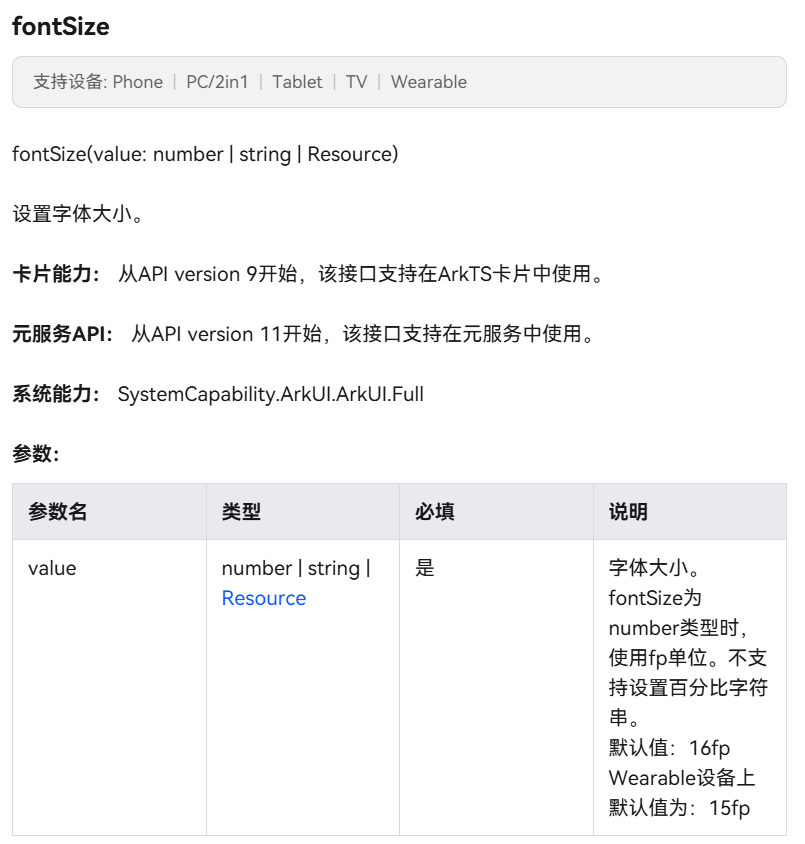 fontSize
支持设备: Phone | PC/2in1 | Tablet | TV | Wearable
fontSize(value: number | string | Resource)
设置字体大小。
卡片能力： 从API version 9开始，该接口支持在ArkTS卡片中使用。
元服务API： 从API version 11开始，该接口支持在元服务中使用。
系统能力： SystemCapability.ArkUI.ArkUI.Full
参数：
参数名 类型 必填 说明
value number | string | 是 字体大小。
Resource fontSize为
number类型时，
使用fp单位。不支
持设置百分比字符
串。
默认值：16fp
Wearable设备上
默认值为：15fp